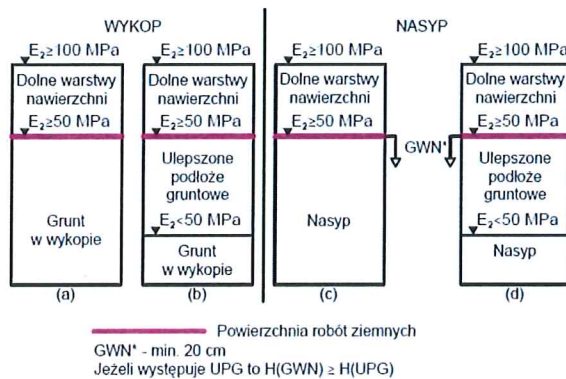 WYKOP
NASYP
E2≥100 MPa
E2≥100 MPa
E2≥100 MPa
E2≥100 MPa
Dolne warstwy
nawierzchni
Dolne warstwy
nawierzchni
Dolne warstwy
nawierzchni
Dolne warstwy
nawierzchni
E2≥50 MPa
E2≥50 MPa
E2≥50 MPa
E2≥50 MPa
GWN*
Grunt
w wykopie
Ulepszone
podłoże
gruntowe
E2<50 MPa
Grunt
w wykopie
Nasyp
Ulepszone
podłoże
gruntowe
E2<50 MPa
Nasyp
(a)
(b)
(c)
(d)
Powierzchnia robót ziemnych
GWN* - min. 20 cm
Jeżeli występuje UPG to H(GWN) ≥ H(UPG)